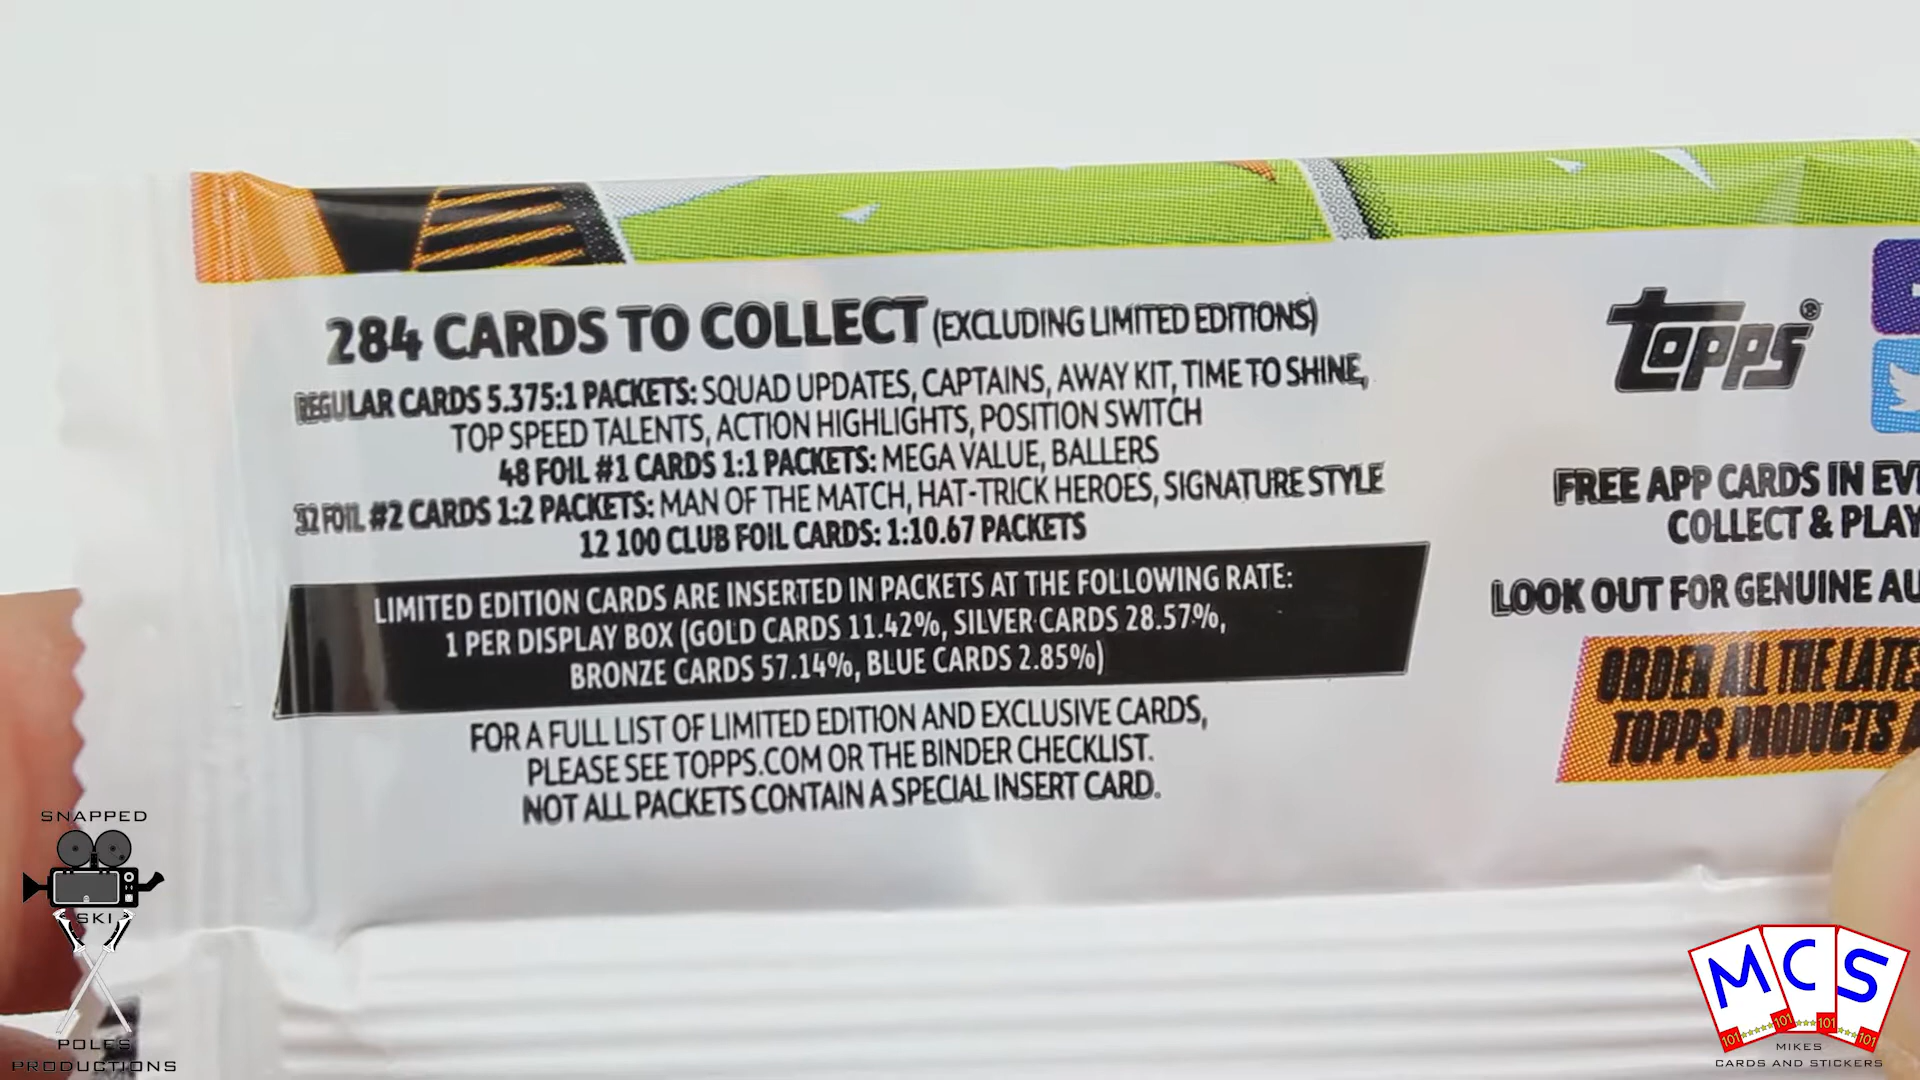 284 CARDS TO COLLECT (EXCLUDING LIMITED EDITIONS)
REGULAR CARDS 5.375:1 PACKETS: SQUAD UPDATES, CAPTAINS, AWAY KIT, TIME TO SHINE,
TOP SPEED TALENTS, ACTION HIGHLIGHTS, POSITION SWITCH
48 FOIL #1 CARDS 1:1 PACKETS: MEGA VALUE, BALLERS
32 FOIL #2 CARDS 1:2 PACKETS: MAN OF THE MATCH, HAT-TRICK HEROES, SIGNATURE STYLE
12 100 CLUB FOIL CARDS: 1:10.67 PACKETS
LIMITED EDITION CARDS ARE INSERTED IN PACKETS AT THE FOLLOWING RATE:
1 PER DISPLAY BOX (GOLD CARDS 11.42%, SILVER CARDS 28.57%,
BRONZE CARDS 57.14%, BLUE CARDS 2.85%)
FOR A FULL LIST OF LIMITED EDITION AND EXCLUSIVE CARDS,
PLEASE SEE TOPPS.COM OR THE BINDER CHECKLIST.
NOT ALL PACKETS CONTAIN A SPECIAL INSERT CARD.
Topps®
FREE APP CARDS IN EV
COLLECT & PLAY
LOOK OUT FOR GENUINE AU
ORDER ALL THE LATES
TOPPS PRODUCTS A
SNAPPED
SKI
POLES
PRODUCTIONS
MCS
101 101 101 101
MIKES
CARDS AND STICKERS